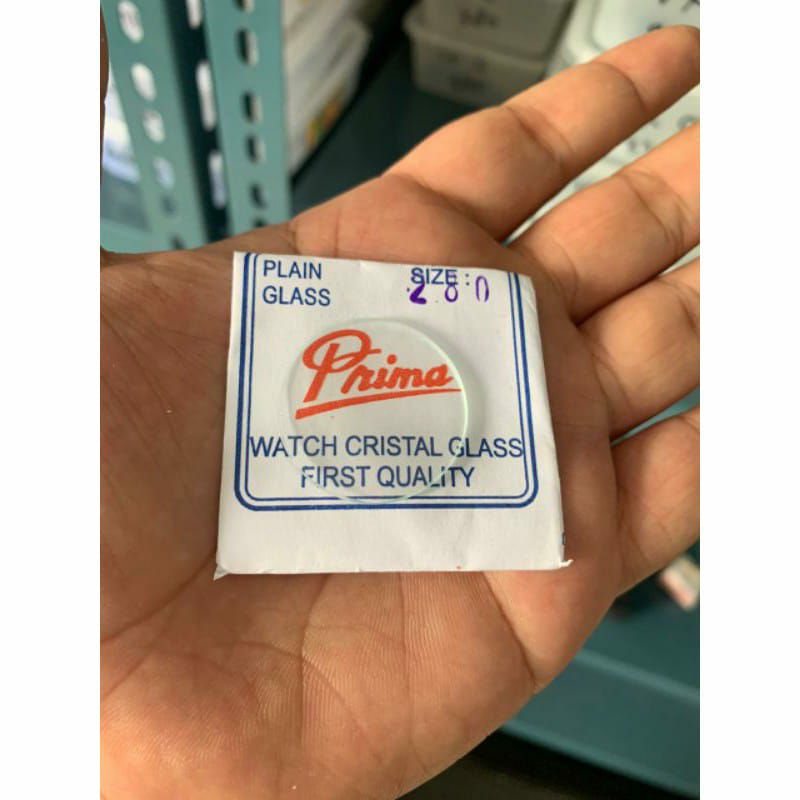 PLAIN GLASS
SIZE: 280
Prima
WATCH CRISTAL GLASS
FIRST QUALITY